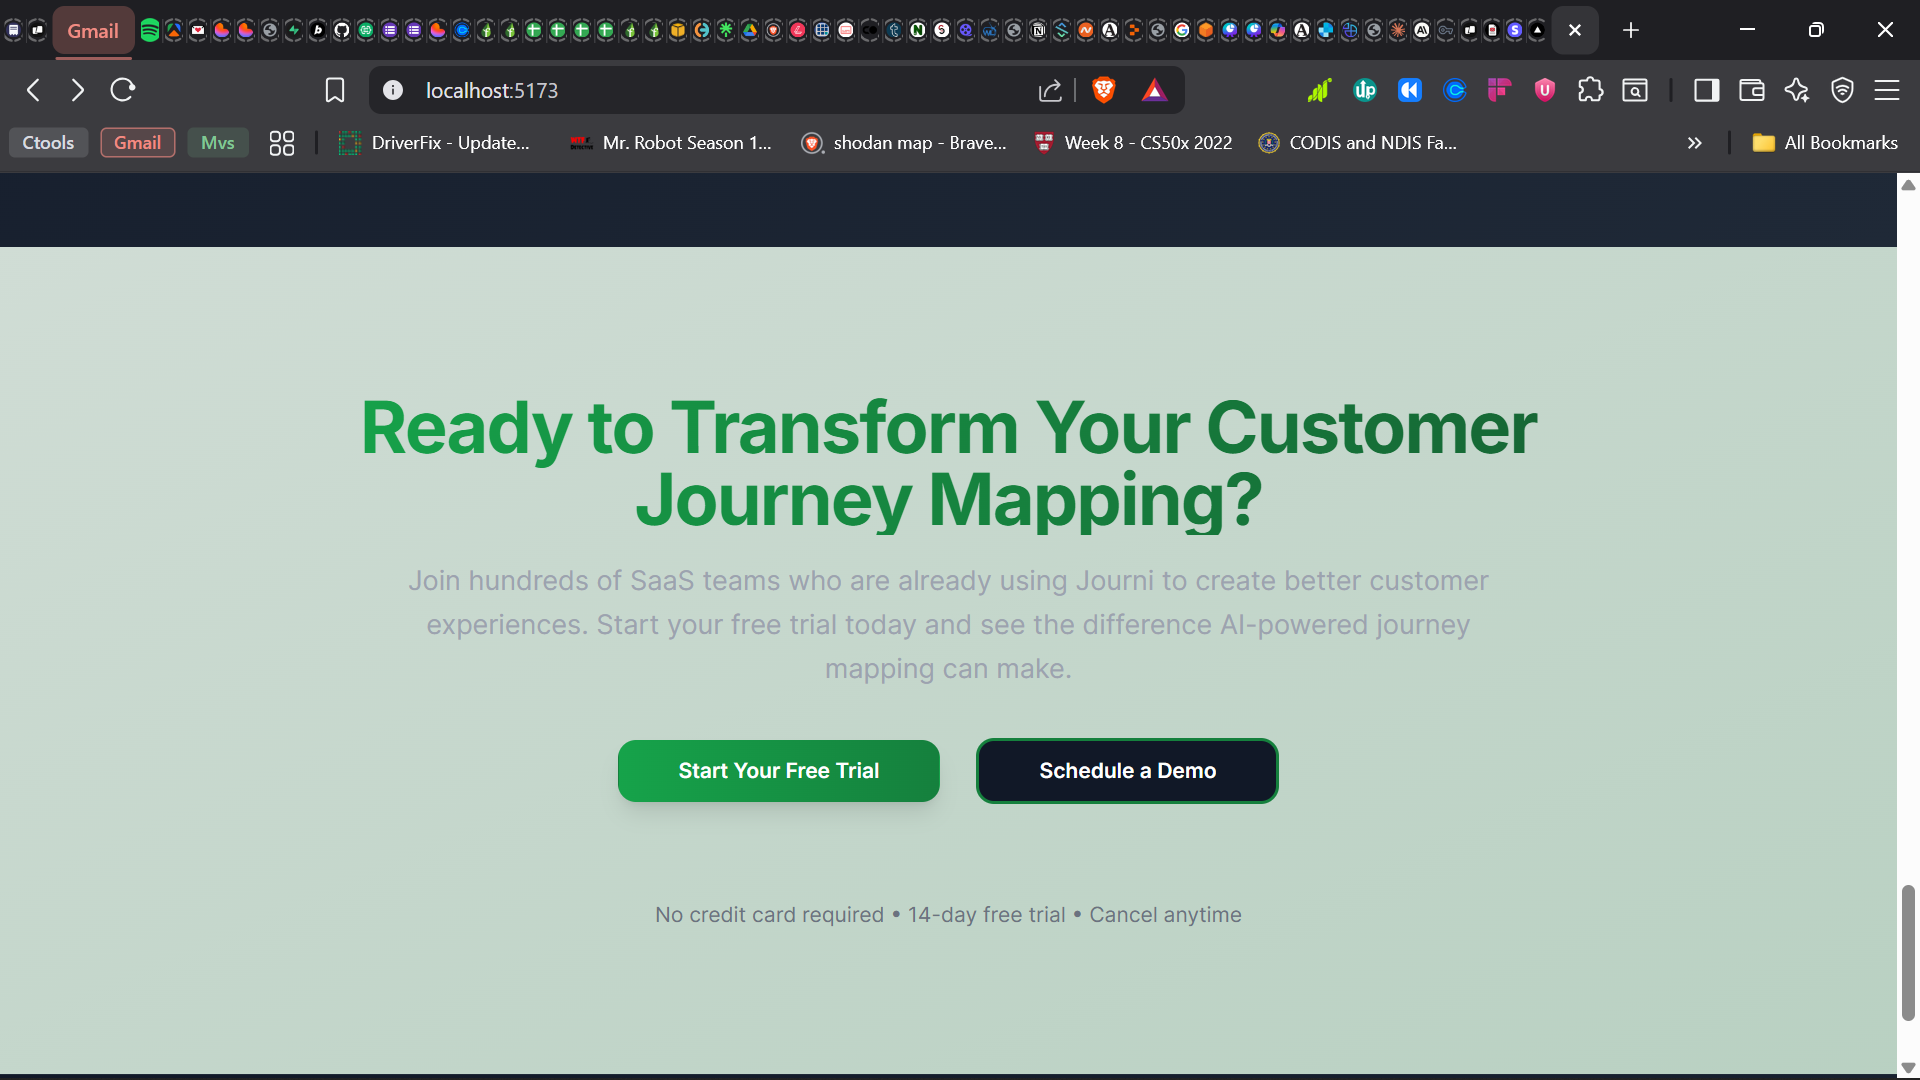 Gmail
localhost:5173
Ctools
Gmail
Mvs
DriverFix - Update...
Mr. Robot Season 1...
shodan map - Brave...
Week 8 - CS50x 2022
CODIS and NDIS Fa...
All Bookmarks
Ready to Transform Your Customer
Journey Mapping?
Join hundreds of SaaS teams who are already using Journi to create better customer
experiences. Start your free trial today and see the difference AI-powered journey
mapping can make.
Start Your Free Trial
Schedule a Demo
No credit card required • 14-day free trial • Cancel anytime